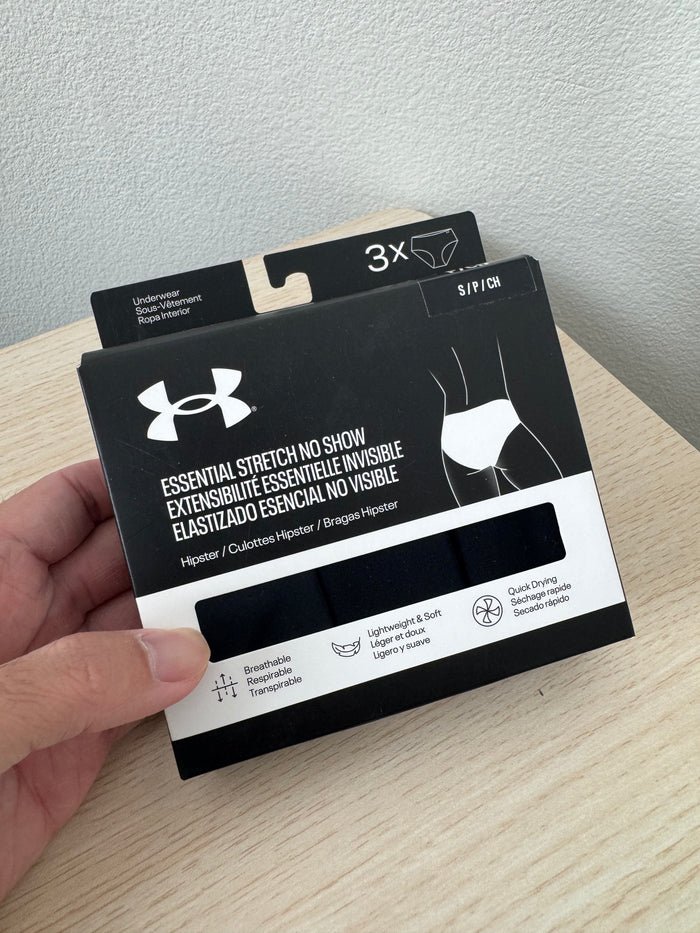 3x
Underwear
Sous-Vêtement
Ropa Interior
S / P / CH
ESSENTIAL STRETCH NO SHOW
EXTENSIBILITÉ ESSENTIELLE INVISIBLE
ELASTIZADO ESENCIAL NO VISIBLE
Hipster / Culottes Hipster / Bragas Hipster
Breathable
Respirable
Transpirable
Lightweight & Soft
Léger et doux
Ligero y suave
Quick Drying
Séchage rapide
Secado rápido